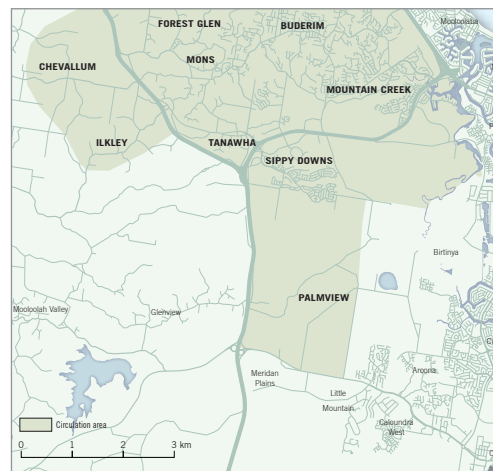 FOREST GLEN
BUDERIM
Mooloolaba
CHEVALLUM
MONS
MOUNTAIN CREEK
ILKLEY
TANAWHA
SIPPY DOWNS
Birtinya
PALMVIEW
Mooloolah Valley
Glenview
Meridan
Plains
Aroona
Little
Mountain
Caloundra
West
Circulation area
0 1 2 3 km